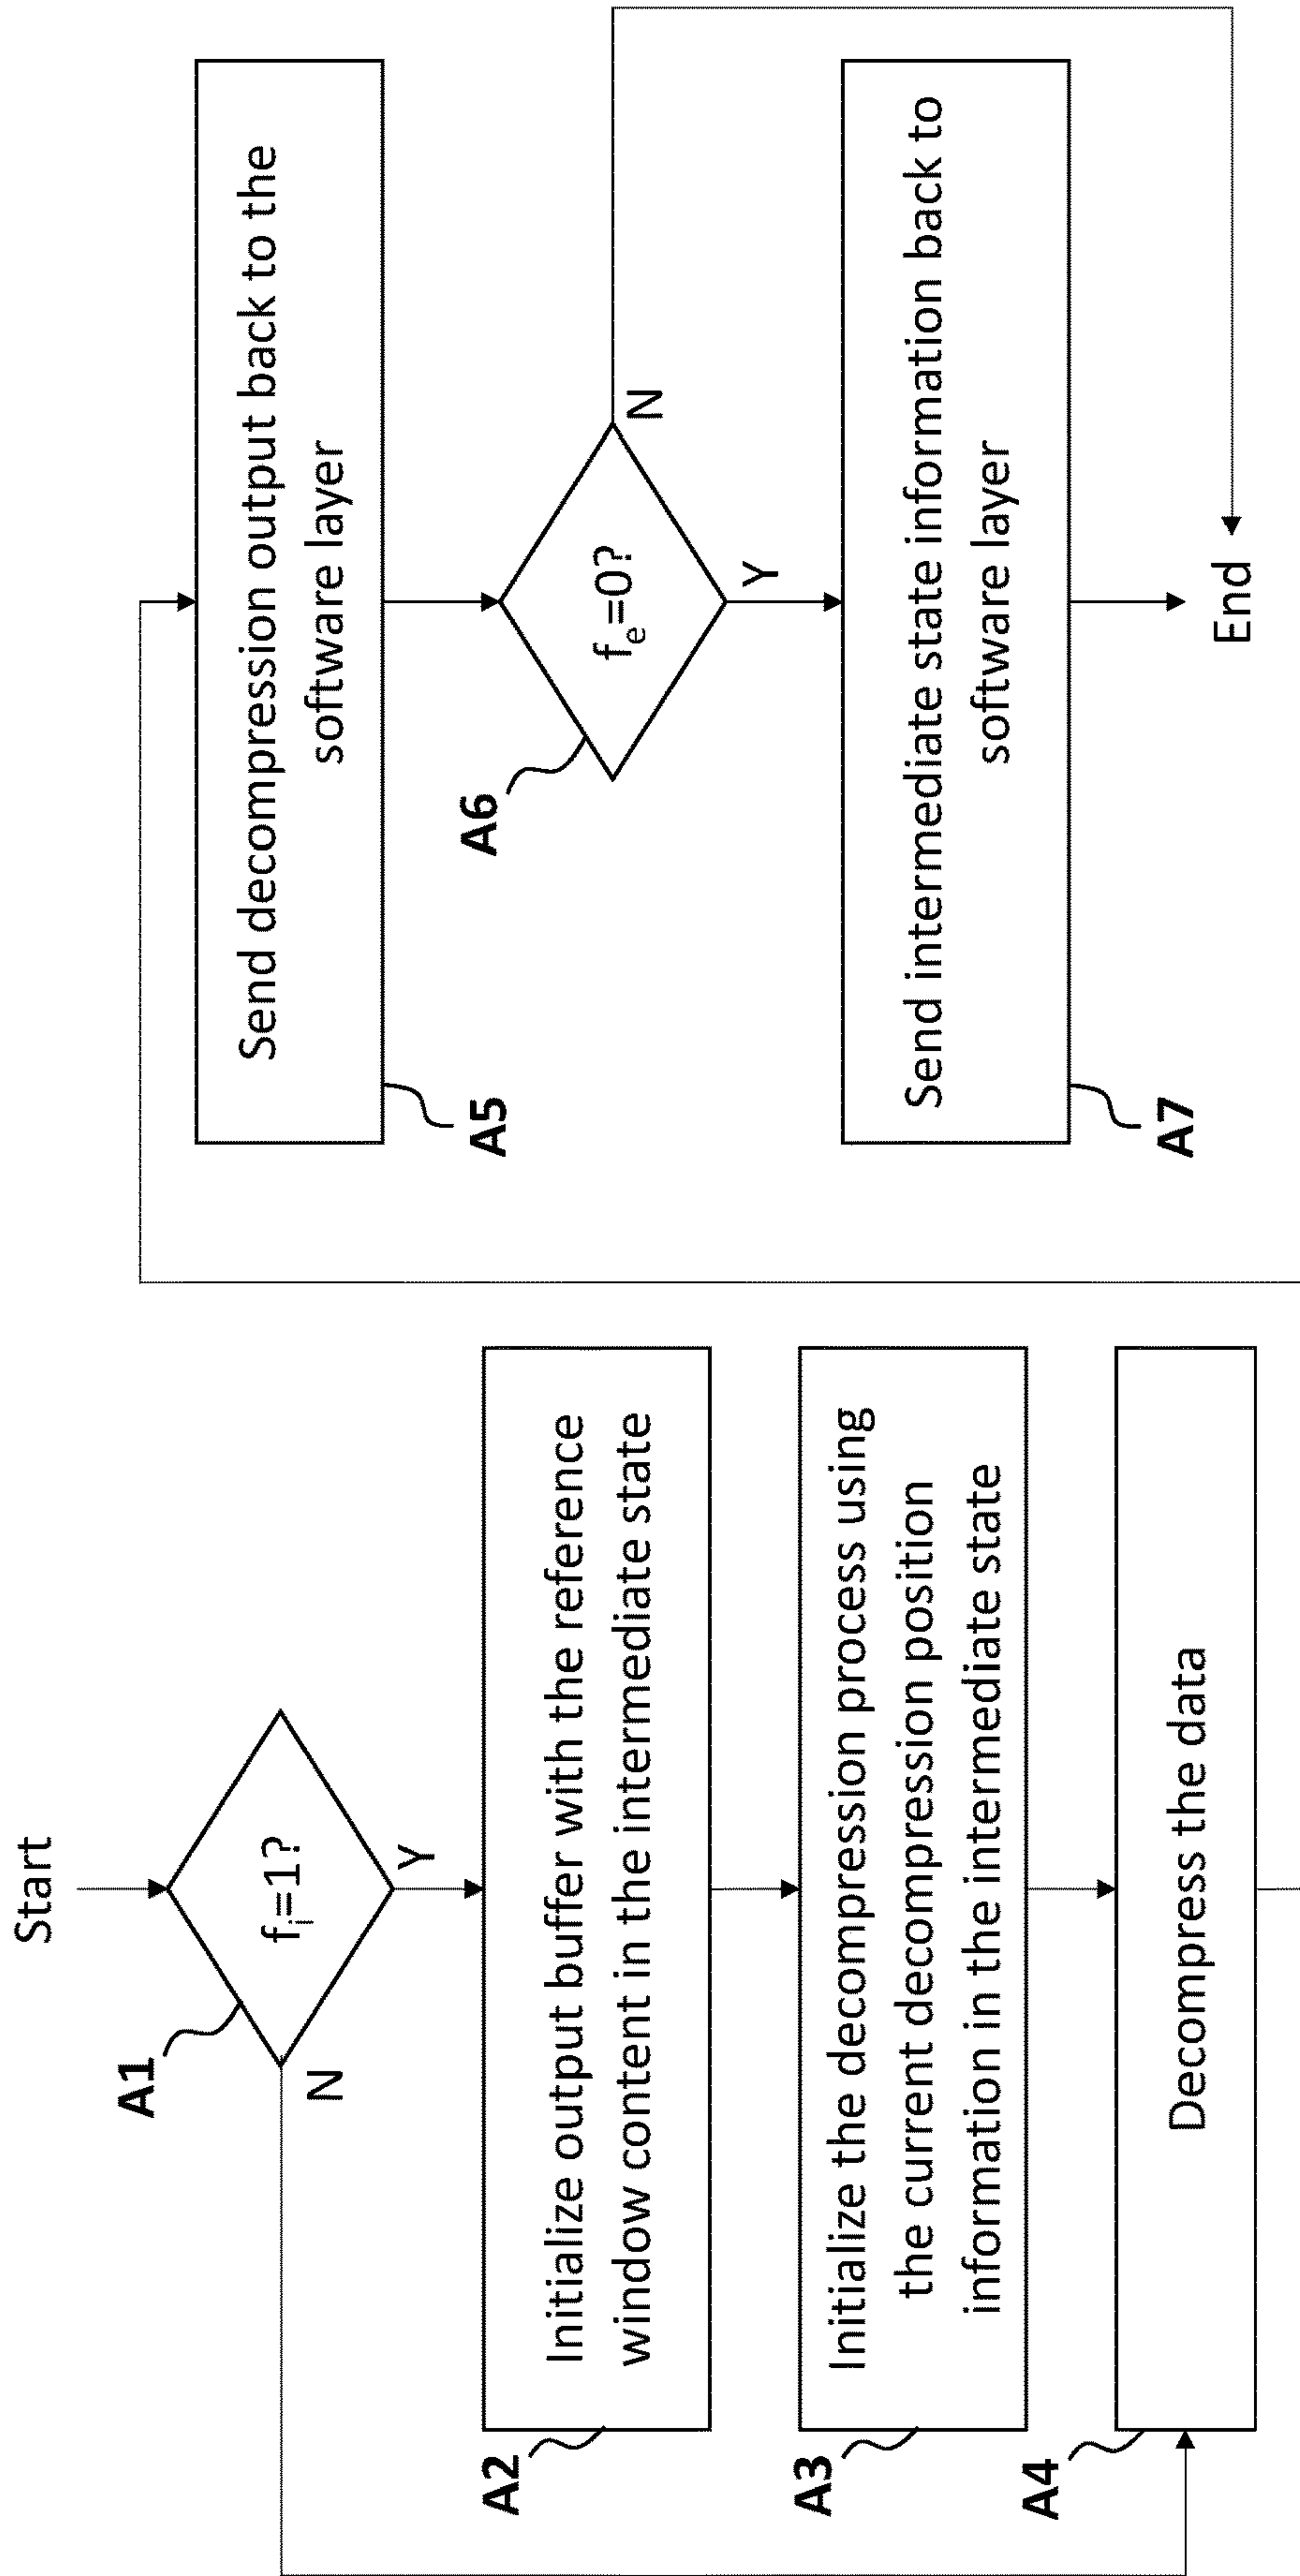 Start
A1
f_i=1?
N
Y
A2
Initialize output buffer with the reference
window content in the intermediate state
A3
Initialize the decompression process using
the current decompression position
information in the intermediate state
A4
Decompress the data
A5
Send decompression output back to the
software layer
A6
f_e=0?
N
Y
A7
Send intermediate state information back to
software layer
End